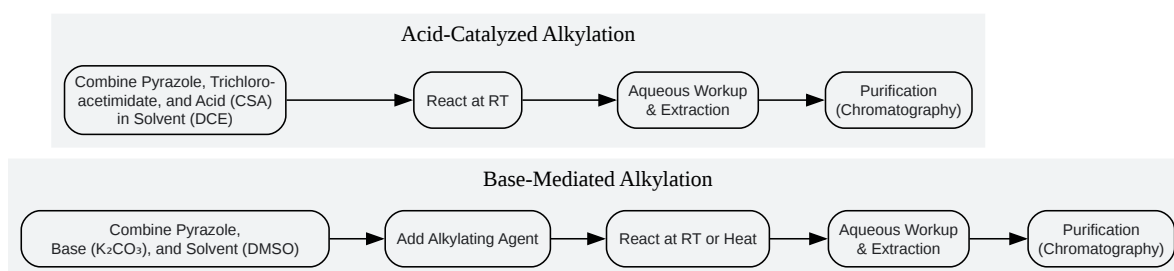 Acid-Catalyzed Alkylation
Combine Pyrazole, Trichloro-
acetimidate, and Acid (CSA)
in Solvent (DCE)
React at RT
Aqueous Workup
& Extraction
Purification
(Chromatography)
Base-Mediated Alkylation
Combine Pyrazole,
Base (K₂CO₃), and Solvent (DMSO)
Add Alkylating Agent
React at RT or Heat
Aqueous Workup
& Extraction
Purification
(Chromatography)